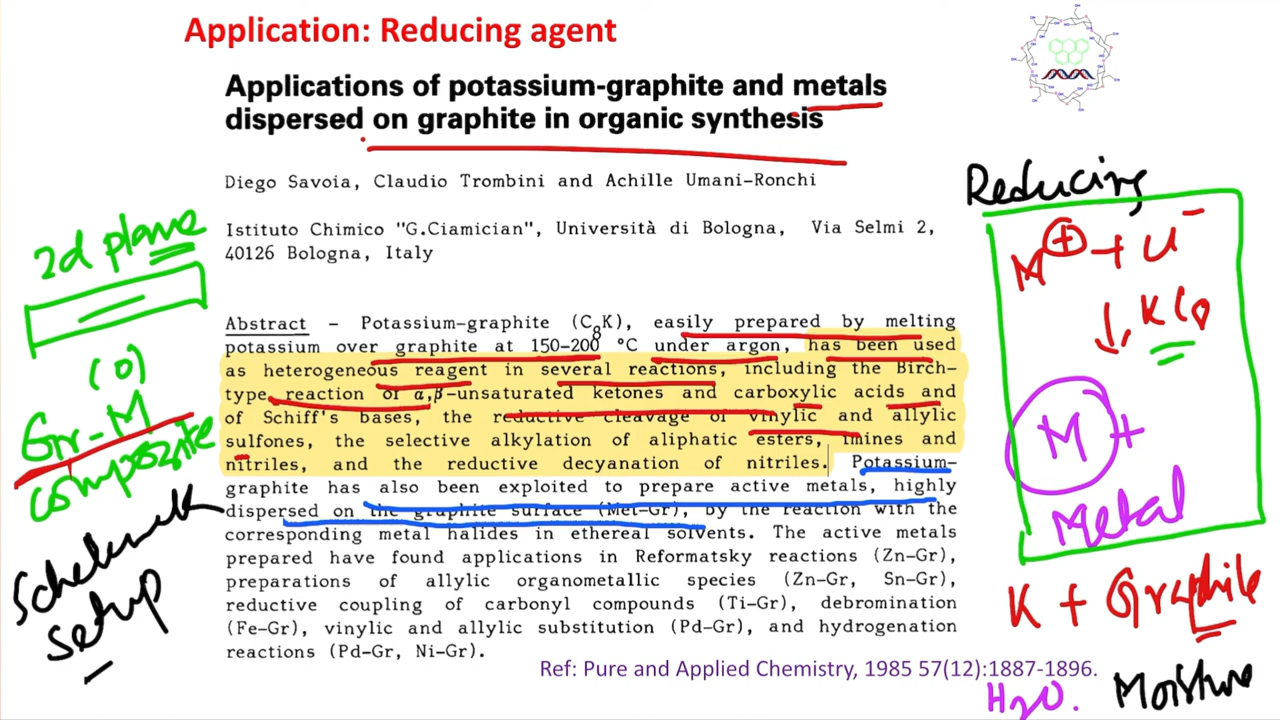 Application: Reducing agent
Applications of potassium-graphite and metals
dispersed on graphite in organic synthesis
Diego Savoia, Claudio Trombini and Achille Umani-Ronchi
Istituto Chimico "G.Ciamician", Università di Bologna, Via Selmi 2,
40126 Bologna, Italy
Abstract - Potassium-graphite (C8K), easily prepared by melting
potassium over graphite at 150-200 °C under argon, has been used
as heterogeneous reagent in several reactions, including the Birch-
type reaction of α,β-unsaturated ketones and carboxylic acids and
of Schiff's bases, the reductive cleavage of vinylic and allylic
sulfones, the selective alkylation of aliphatic esters, imines and
nitriles, and the reductive decyanation of nitriles. Potassium-
graphite has also been exploited to prepare active metals, highly
dispersed on the graphite surface (Met-Gr), by the reaction with the
corresponding metal halides in ethereal solvents. The active metals
prepared have found applications in Reformatsky reactions (Zn-Gr),
preparations of allylic organometallic species (Zn-Gr, Sn-Gr),
reductive coupling of carbonyl compounds (Ti-Gr), debromination
(Fe-Gr), vinylic and allylic substitution (Pd-Gr), and hydrogenation
reactions (Pd-Gr, Ni-Gr).
Ref: Pure and Applied Chemistry, 1985 57(12):1887-1896.
2d plane
(0)
Gr-M
composite
setup
Reducing
M+ +
↓
M+
Metal
K + Graphite
H2O. Moisture